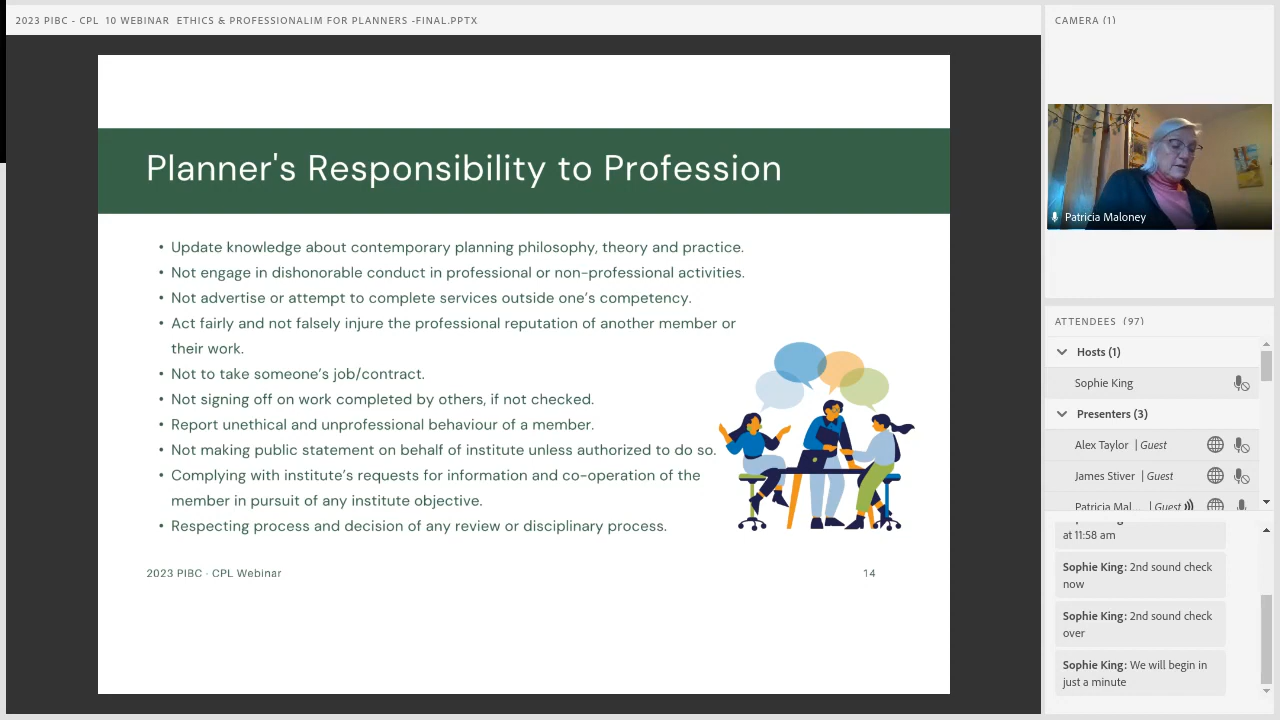 2023 PIBC - CPL 10 WEBINAR ETHICS & PROFESSIONALIM FOR PLANNERS -FINAL.PPTX
Planner's Responsibility to Profession
• Update knowledge about contemporary planning philosophy, theory and practice.
• Not engage in dishonorable conduct in professional or non-professional activities.
• Not advertise or attempt to complete services outside one's competency.
• Act fairly and not falsely injure the professional reputation of another member or
their work.
• Not to take someone's job/contract.
• Not signing off on work completed by others, if not checked.
• Report unethical and unprofessional behaviour of a member.
• Not making public statement on behalf of institute unless authorized to do so.
• Complying with institute's requests for information and co-operation of the
member in pursuit of any institute objective.
• Respecting process and decision of any review or disciplinary process.
2023 PIBC · CPL Webinar
14
CAMERA (1)
Patricia Maloney
ATTENDEES (97)
Hosts (1)
Sophie King
Presenters (3)
Alex Taylor | Guest
James Stiver | Guest
Patricia Mal... | Guest
at 11:58 am
Sophie King: 2nd sound check
now
Sophie King: 2nd sound check
over
Sophie King: We will begin in
just a minute